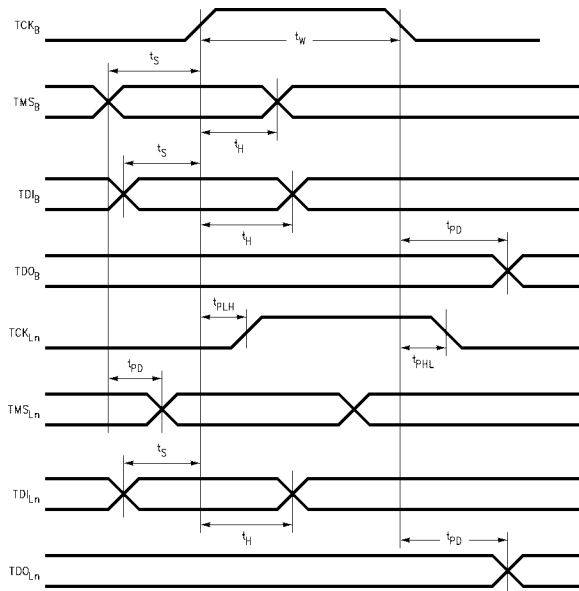 TCK_B
t_W
t_S
TMS_B
t_H
t_S
TDI_B
t_H
t_PD
TDO_B
t_PLH
TCK_Ln
t_PHL
t_PD
TMS_Ln
t_S
TDI_Ln
t_H
t_PD
TDO_Ln